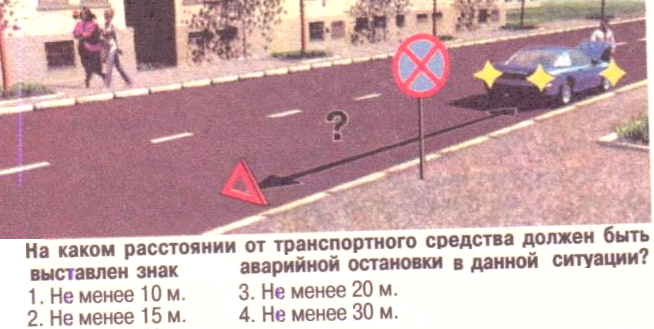 ?
На каком расстоянии от транспортного средства должен быть
выставлен знак аварийной остановки в данной ситуации?
1. Не менее 10 м. 3. Не менее 20 м.
2. Не менее 15 м. 4. Не менее 30 м.